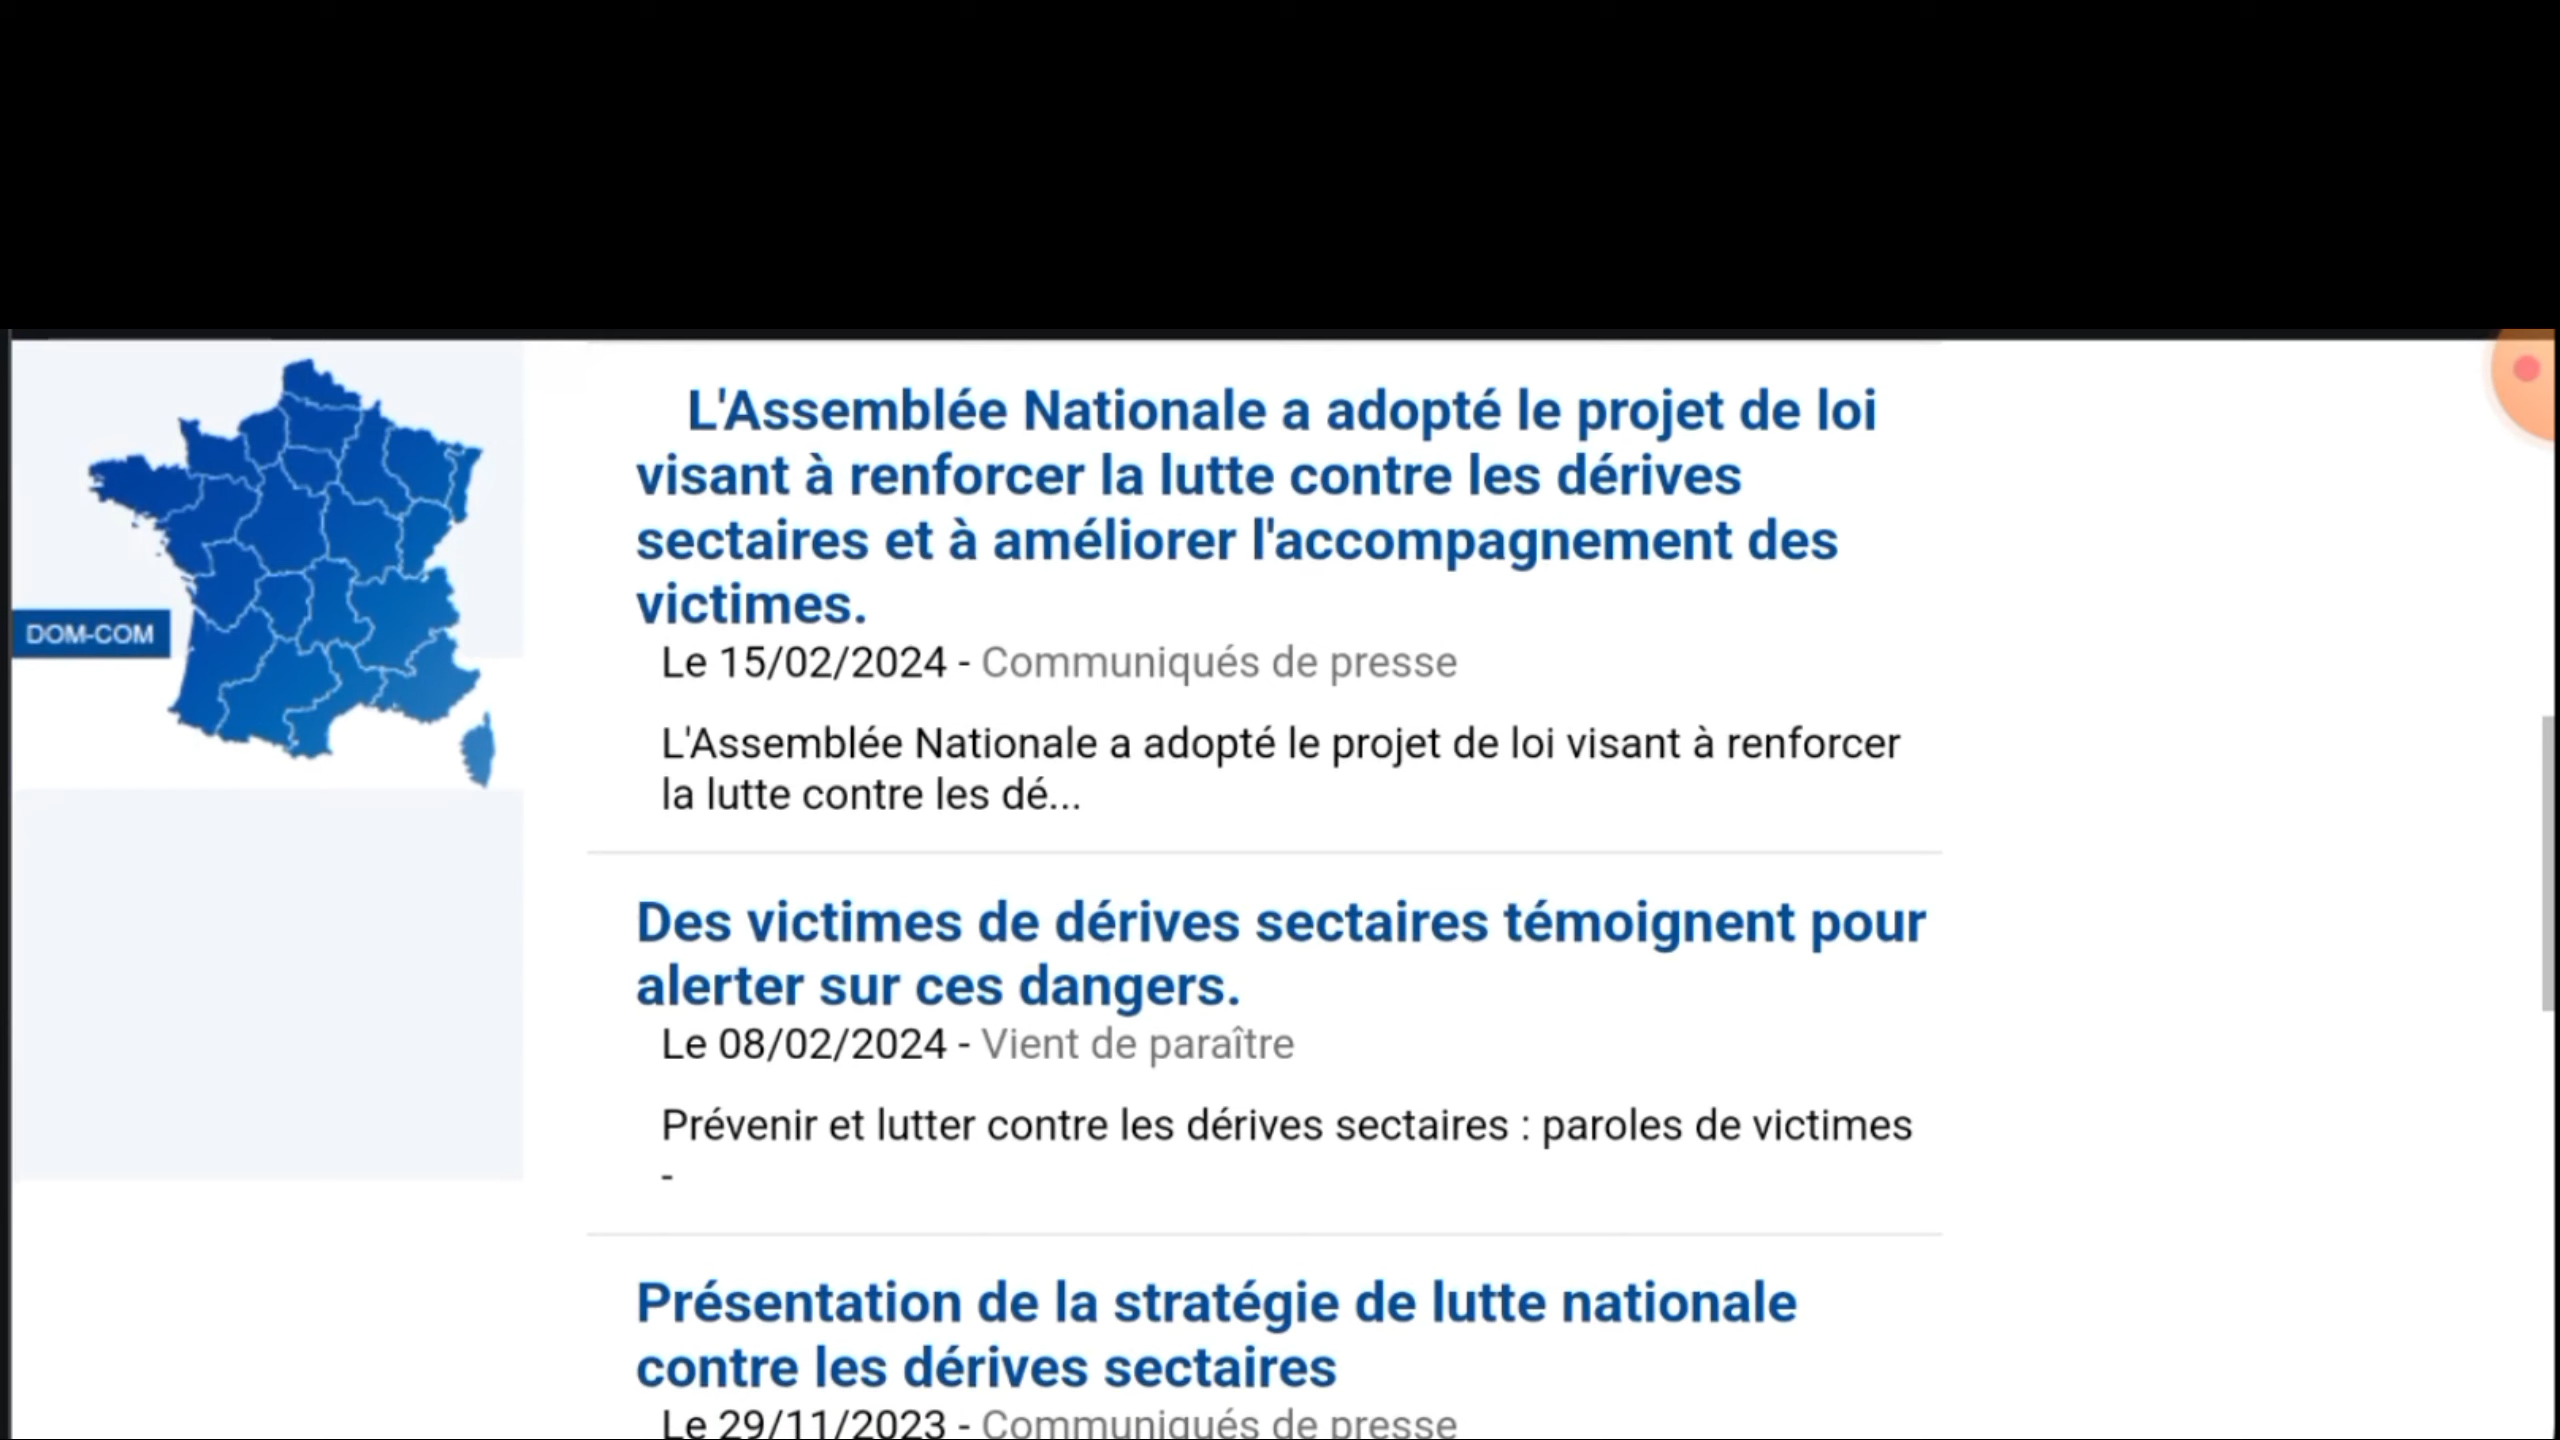 L'Assemblée Nationale a adopté le projet de loi
visant à renforcer la lutte contre les dérives
sectaires et à améliorer l'accompagnement des
victimes.
Le 15/02/2024 - Communiqués de presse
L'Assemblée Nationale a adopté le projet de loi visant à renforcer
la lutte contre les dé...
DOM-COM
Des victimes de dérives sectaires témoignent pour
alerter sur ces dangers.
Le 08/02/2024 - Vient de paraître
Prévenir et lutter contre les dérives sectaires : paroles de victimes
-
Présentation de la stratégie de lutte nationale
contre les dérives sectaires
Le 29/11/2023 - Communiqués de presse